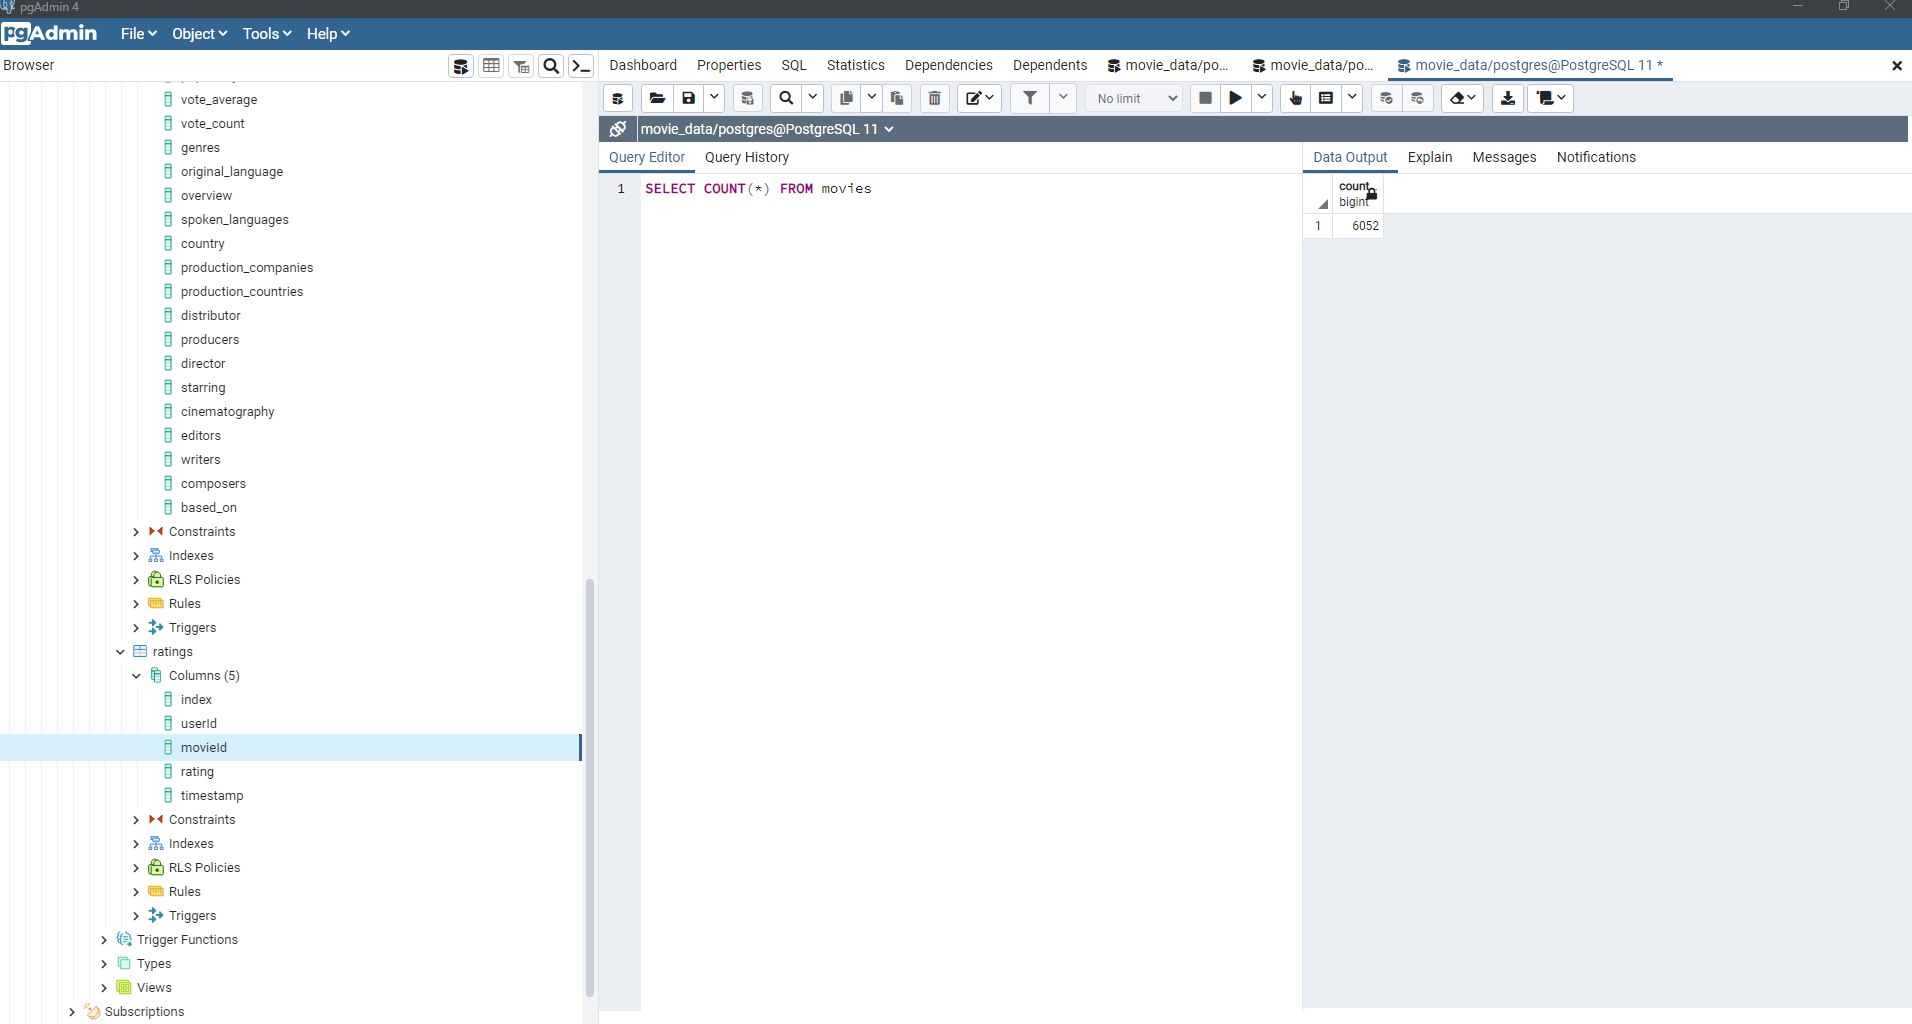 pgAdmin 4
pgAdmin File Object Tools Help
Browser
Dashboard Properties SQL Statistics Dependencies Dependents movie_data/po... movie_data/po... movie_data/postgres@PostgreSQL 11 *
No limit
movie_data/postgres@PostgreSQL 11
Query Editor Query History
Data Output Explain Messages Notifications
1 SELECT COUNT(*) FROM movies
count
bigint
1 6052
vote_average
vote_count
genres
original_language
overview
spoken_languages
country
production_companies
production_countries
distributor
producers
director
starring
cinematography
editors
writers
composers
based_on
Constraints
Indexes
RLS Policies
Rules
Triggers
ratings
Columns (5)
index
userId
movieId
rating
timestamp
Constraints
Indexes
RLS Policies
Rules
Triggers
Trigger Functions
Types
Views
Subscriptions